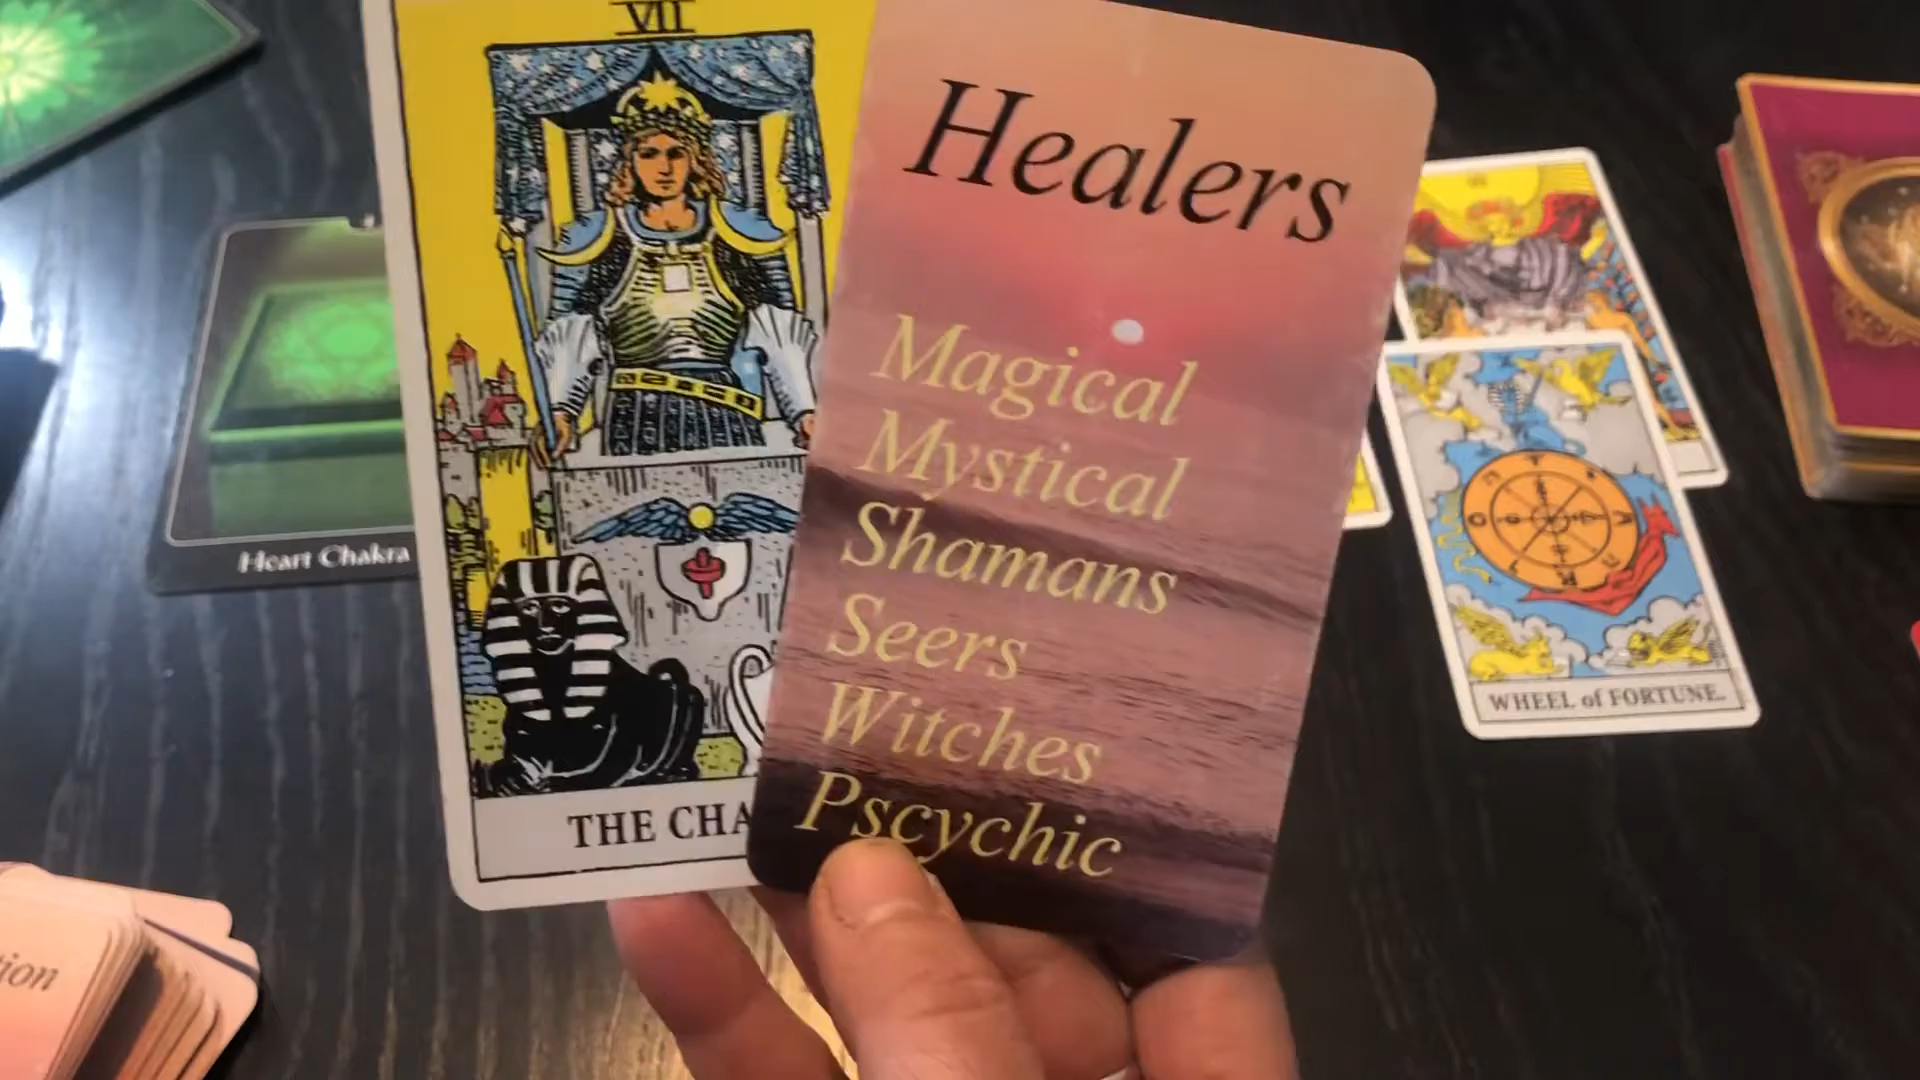 VII
THE CHA
Healers
Magical
Mystical
Shamans
Seers
Witches
Pscychic
Heart Chakra
WHEEL of FORTUNE.
tion